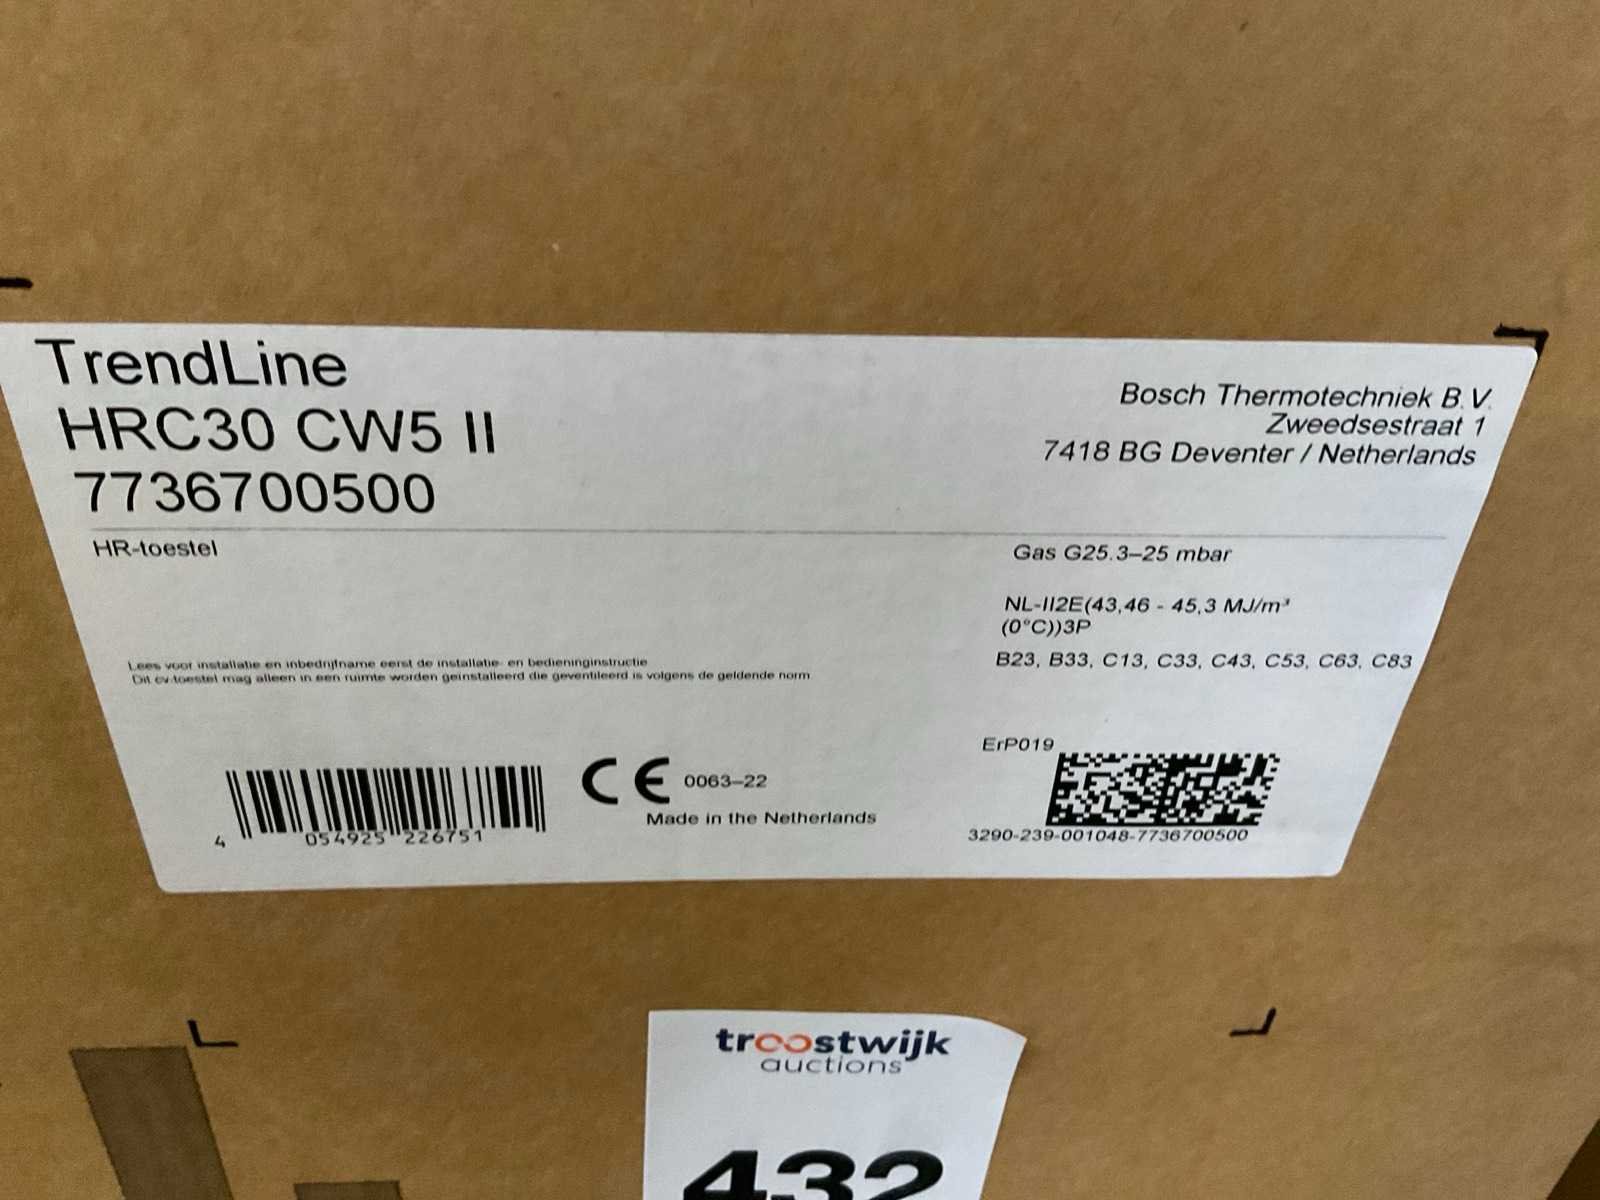 TrendLine
HRC30 CW5 II
7736700500
Bosch Thermotechniek B.V.
Zweedsestraat 1
7418 BG Deventer / Netherlands
HR-toestel
Gas G25.3–25 mbar
NL-II2E(43,46 - 45,3 MJ/m³
(0°C))3P
B23, B33, C13, C33, C43, C53, C63, C83
Lees voor installatie en inbedrijfname eerst de installatie- en bedieninginstructie
Dit cv-toestel mag alleen in een ruimte worden geinstalleerd die geventileerd is volgens de geldende norm
ErP019
CE 0063–22
Made in the Netherlands
4 054925 226751
3290-239-001048-7736700500
troostwijk
auctions
432